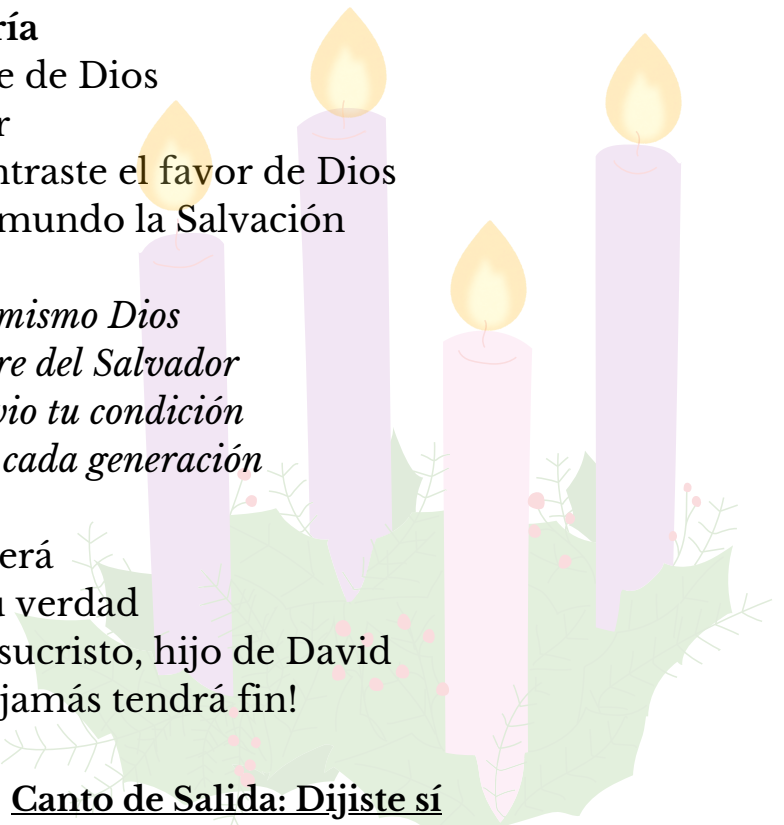 ría
e de Dios
r
ntraste el favor de Dios
mundo la Salvación
mismo Dios
re del Salvador
vio tu condición
cada generación
erá
u verdad
sucristo, hijo de David
jamás tendrá fin!
Canto de Salida: Dijiste sí